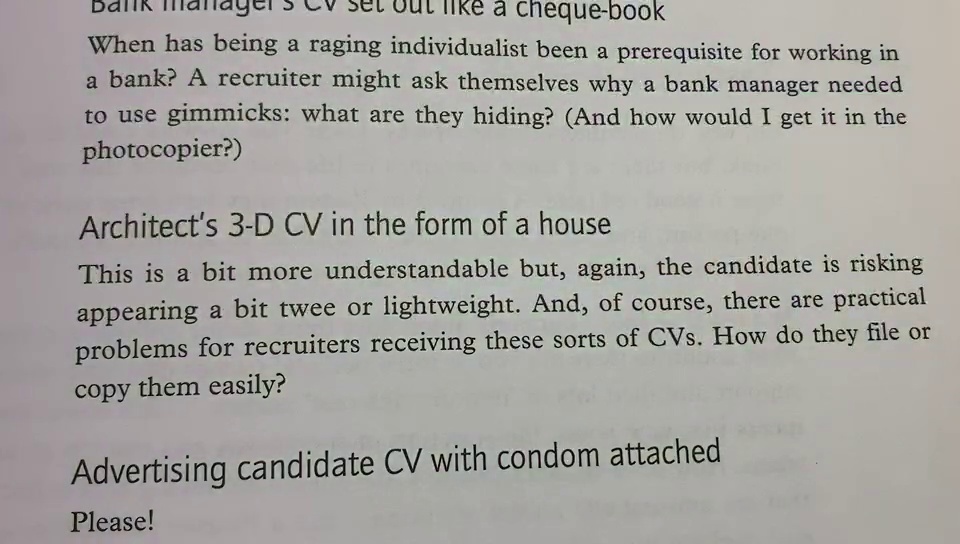 Bank manager's CV set out like a cheque-book
When has being a raging individualist been a prerequisite for working in
a bank? A recruiter might ask themselves why a bank manager needed
to use gimmicks: what are they hiding? (And how would I get it in the
photocopier?)
Architect's 3-D CV in the form of a house
This is a bit more understandable but, again, the candidate is risking
appearing a bit twee or lightweight. And, of course, there are practical
problems for recruiters receiving these sorts of CVs. How do they file or
copy them easily?
Advertising candidate CV with condom attached
Please!